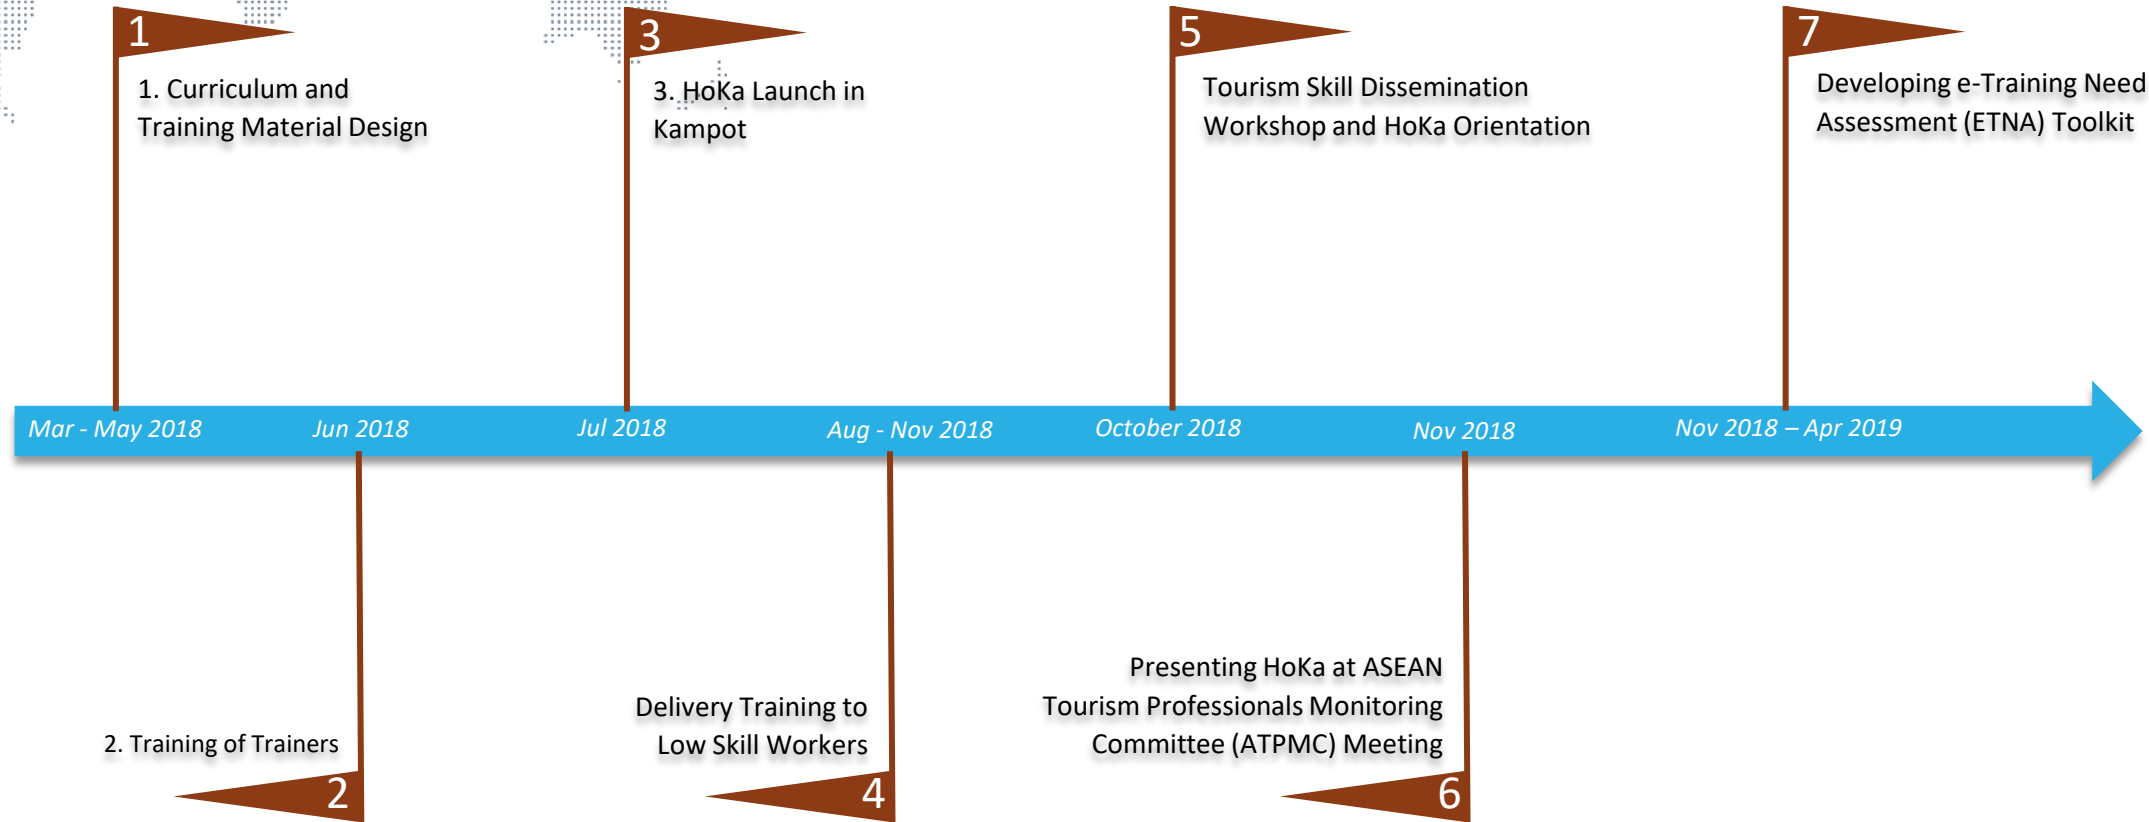 1
1. Curriculum and
Training Material Design
3
3. HoKa Launch in
Kampot
5
Tourism Skill Dissemination
Workshop and HoKa Orientation
7
Developing e-Training Need
Assessment (ETNA) Toolkit
Mar - May 2018
Jun 2018
Jul 2018
Aug - Nov 2018
October 2018
Nov 2018
Nov 2018 – Apr 2019
2. Training of Trainers
2
Delivery Training to
Low Skill Workers
4
Presenting HoKa at ASEAN
Tourism Professionals Monitoring
Committee (ATPMC) Meeting
6